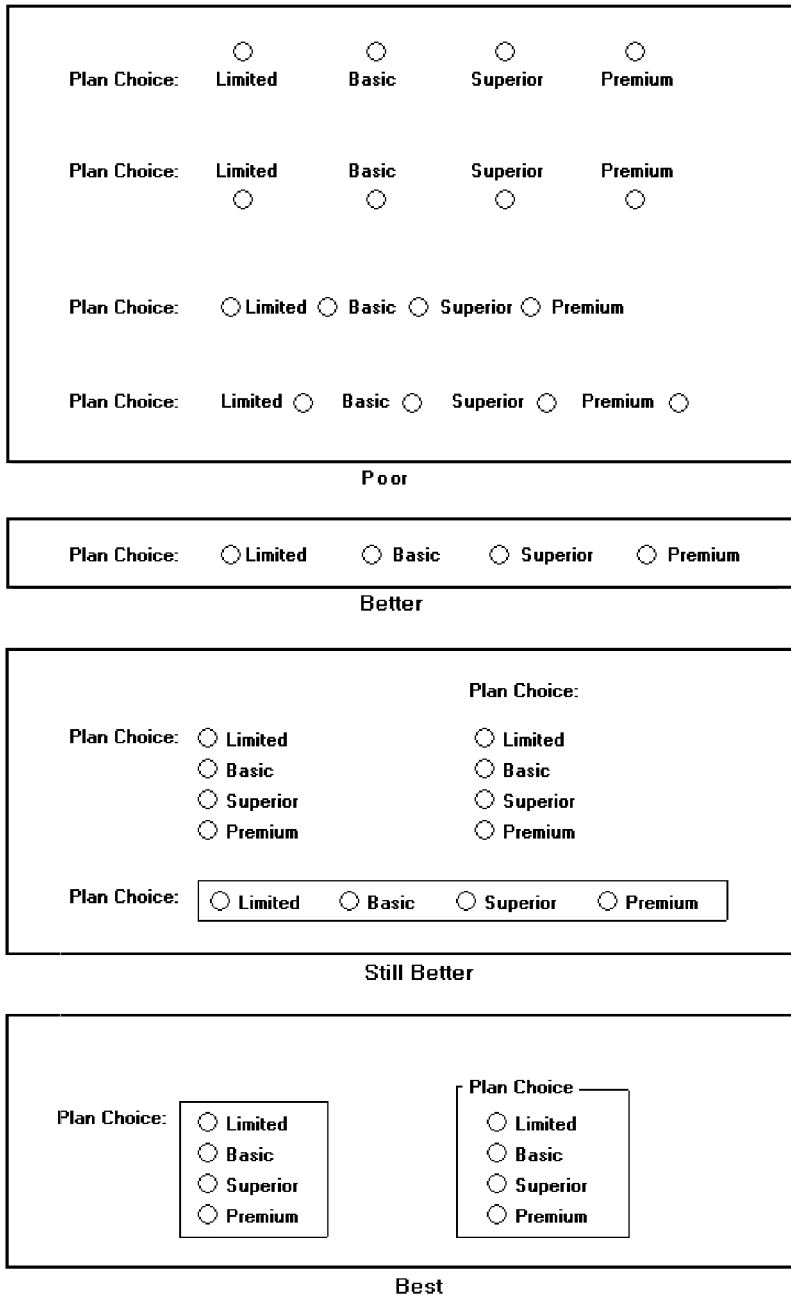 Plan Choice: Limited Basic Superior Premium
Plan Choice: Limited Basic Superior Premium
Plan Choice: Limited Basic Superior Premium
Plan Choice: Limited Basic Superior Premium
Poor
Plan Choice: Limited Basic Superior Premium
Better
Plan Choice:
Plan Choice: Limited Limited
Basic Basic
Superior Superior
Premium Premium
Plan Choice: Limited Basic Superior Premium
Still Better
Plan Choice
Plan Choice: Limited Limited
Basic Basic
Superior Superior
Premium Premium
Best